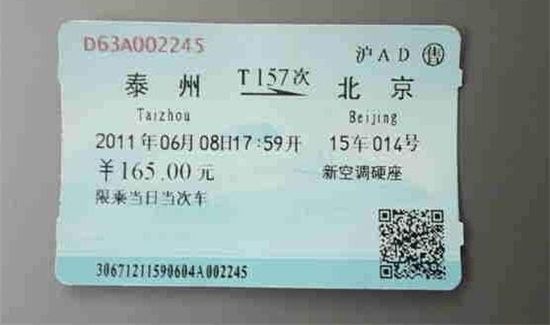 D63A002245
沪AD 售
泰州 T157次 北京
Taizhou Beijing
2011年06月08日17:59开 15车014号
￥165.00元 新空调硬座
限乘当日当次车
30671211590604A002245